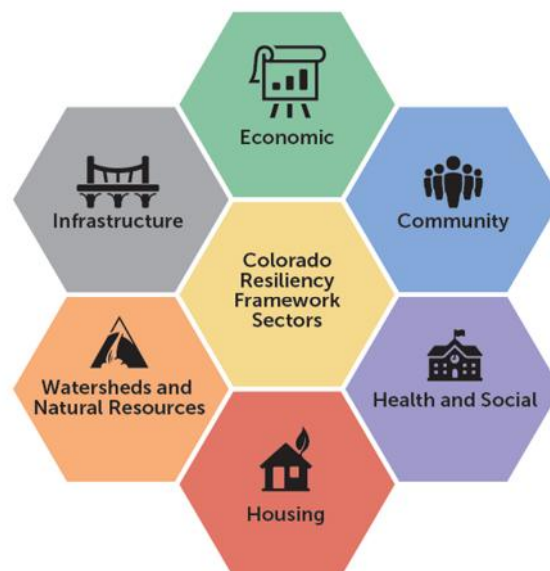 Economic
Infrastructure
Community
Colorado
Resiliency
Framework
Sectors
Watersheds and
Natural Resources
Health and Social
Housing